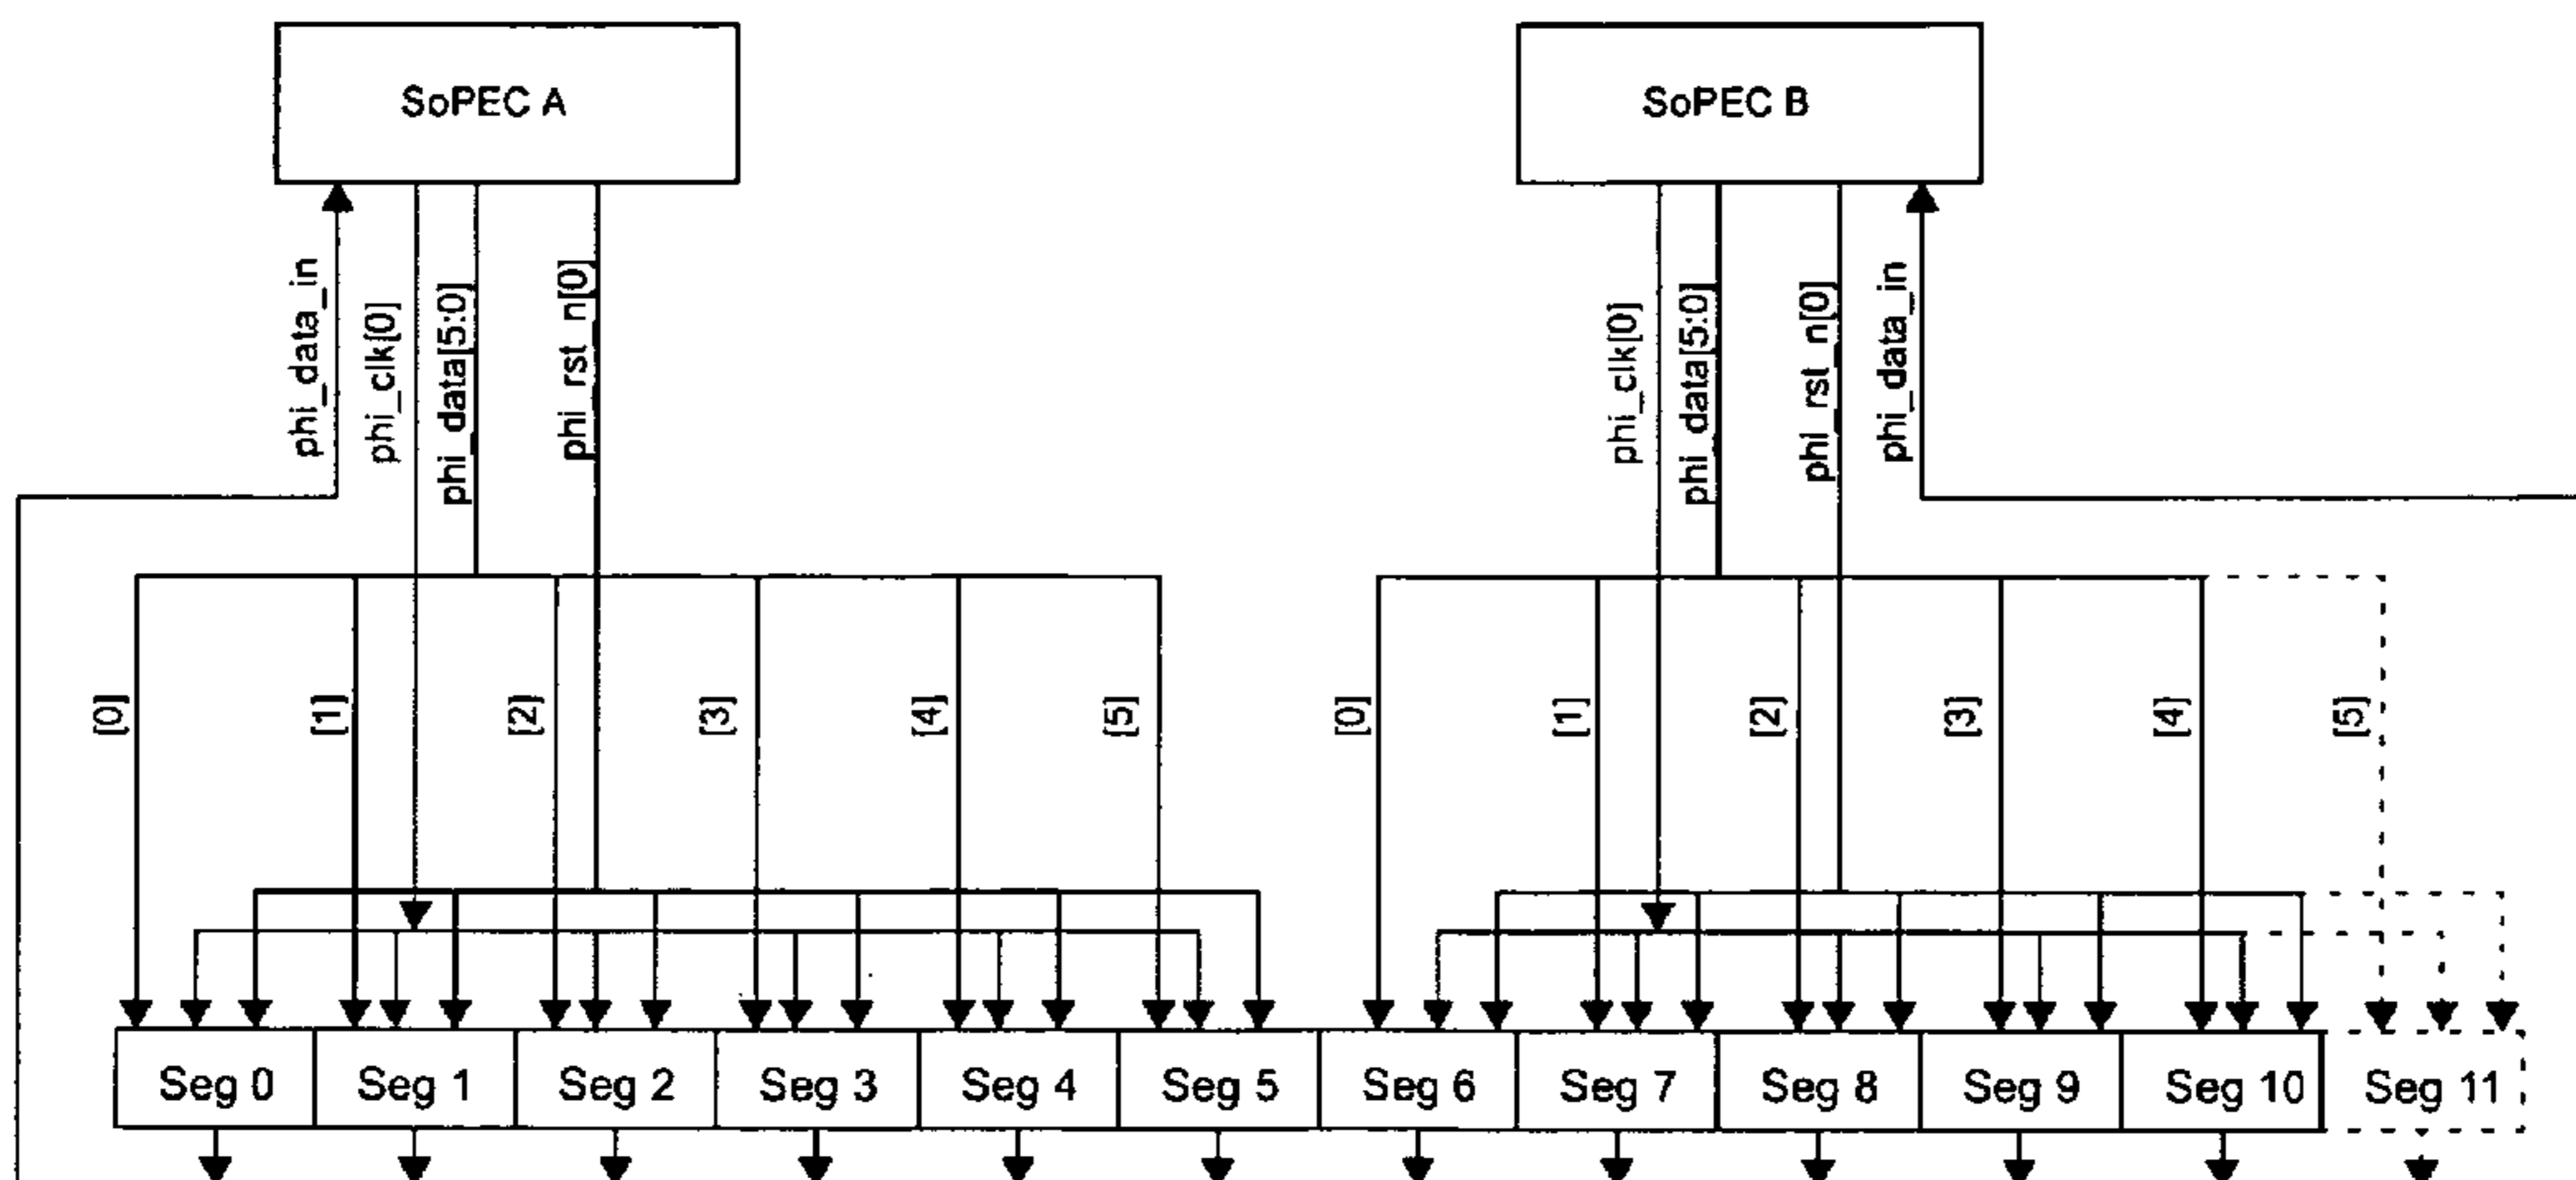 SoPEC A
SoPEC B
phi_data_in
phi_clk[0]
phi_data[5:0]
phi_rst_n[0]
phi_clk[0]
phi_data[5:0]
phi_rst_n[0]
phi_data_in
[0]
[1]
[2]
[3]
[4]
[5]
[0]
[1]
[2]
[3]
[4]
[5]
Seg 0
Seg 1
Seg 2
Seg 3
Seg 4
Seg 5
Seg 6
Seg 7
Seg 8
Seg 9
Seg 10
Seg 11